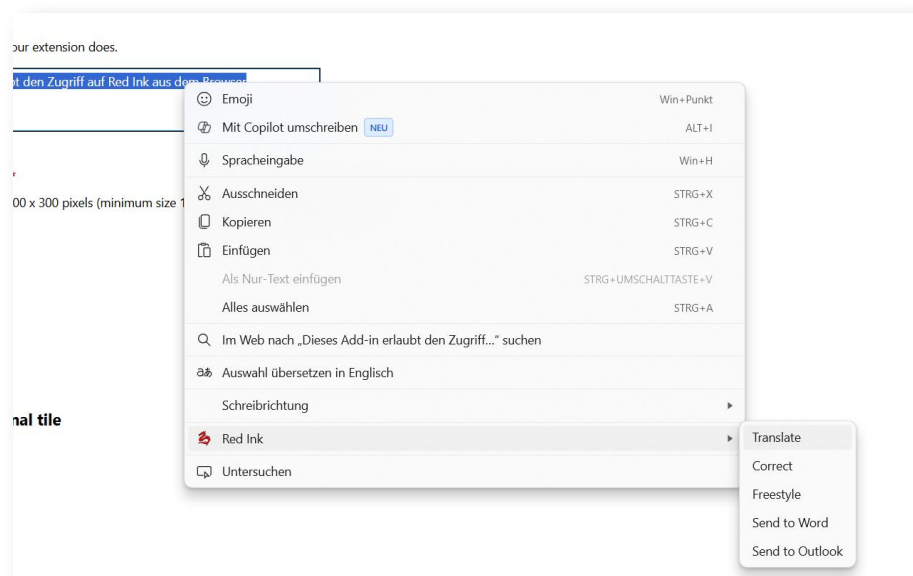 our extension does.
ot den Zugriff auf Red Ink aus dem Browser
*
00 x 300 pixels (minimum size 1
nal tile
Emoji Win+Punkt
Mit Copilot umschreiben NEU ALT+I
Spracheingabe Win+H
Ausschneiden STRG+X
Kopieren STRG+C
Einfügen STRG+V
Als Nur-Text einfügen STRG+UMSCHALTTASTE+V
Alles auswählen STRG+A
Im Web nach „Dieses Add-in erlaubt den Zugriff...“ suchen
Auswahl übersetzen in Englisch
Schreibrichtung
Red Ink
Untersuchen
Translate
Correct
Freestyle
Send to Word
Send to Outlook